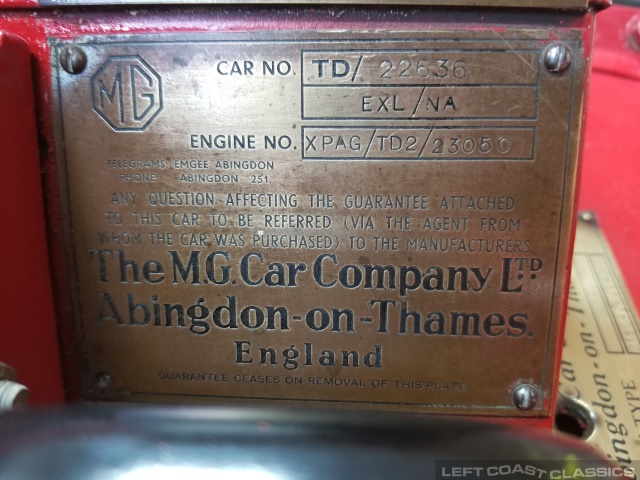 MG
CAR NO. TD/ 22636
EXL/NA
ENGINE NO. XPAG/TD2/23050
TELEGRAMS EMGEE ABINGDON
PHONE ABINGDON 251.
ANY QUESTION AFFECTING THE GUARANTEE ATTACHED
TO THIS CAR TO BE REFERRED (VIA THE AGENT FROM
WHOM THE CAR WAS PURCHASED) TO THE MANUFACTURERS
The M.G. Car Company LTD
Abingdon-on-Thames.
England
GUARANTEE CEASES ON REMOVAL OF THIS PLATE
ngdon-on-
TYPE
LEFT COAST CLASSICS